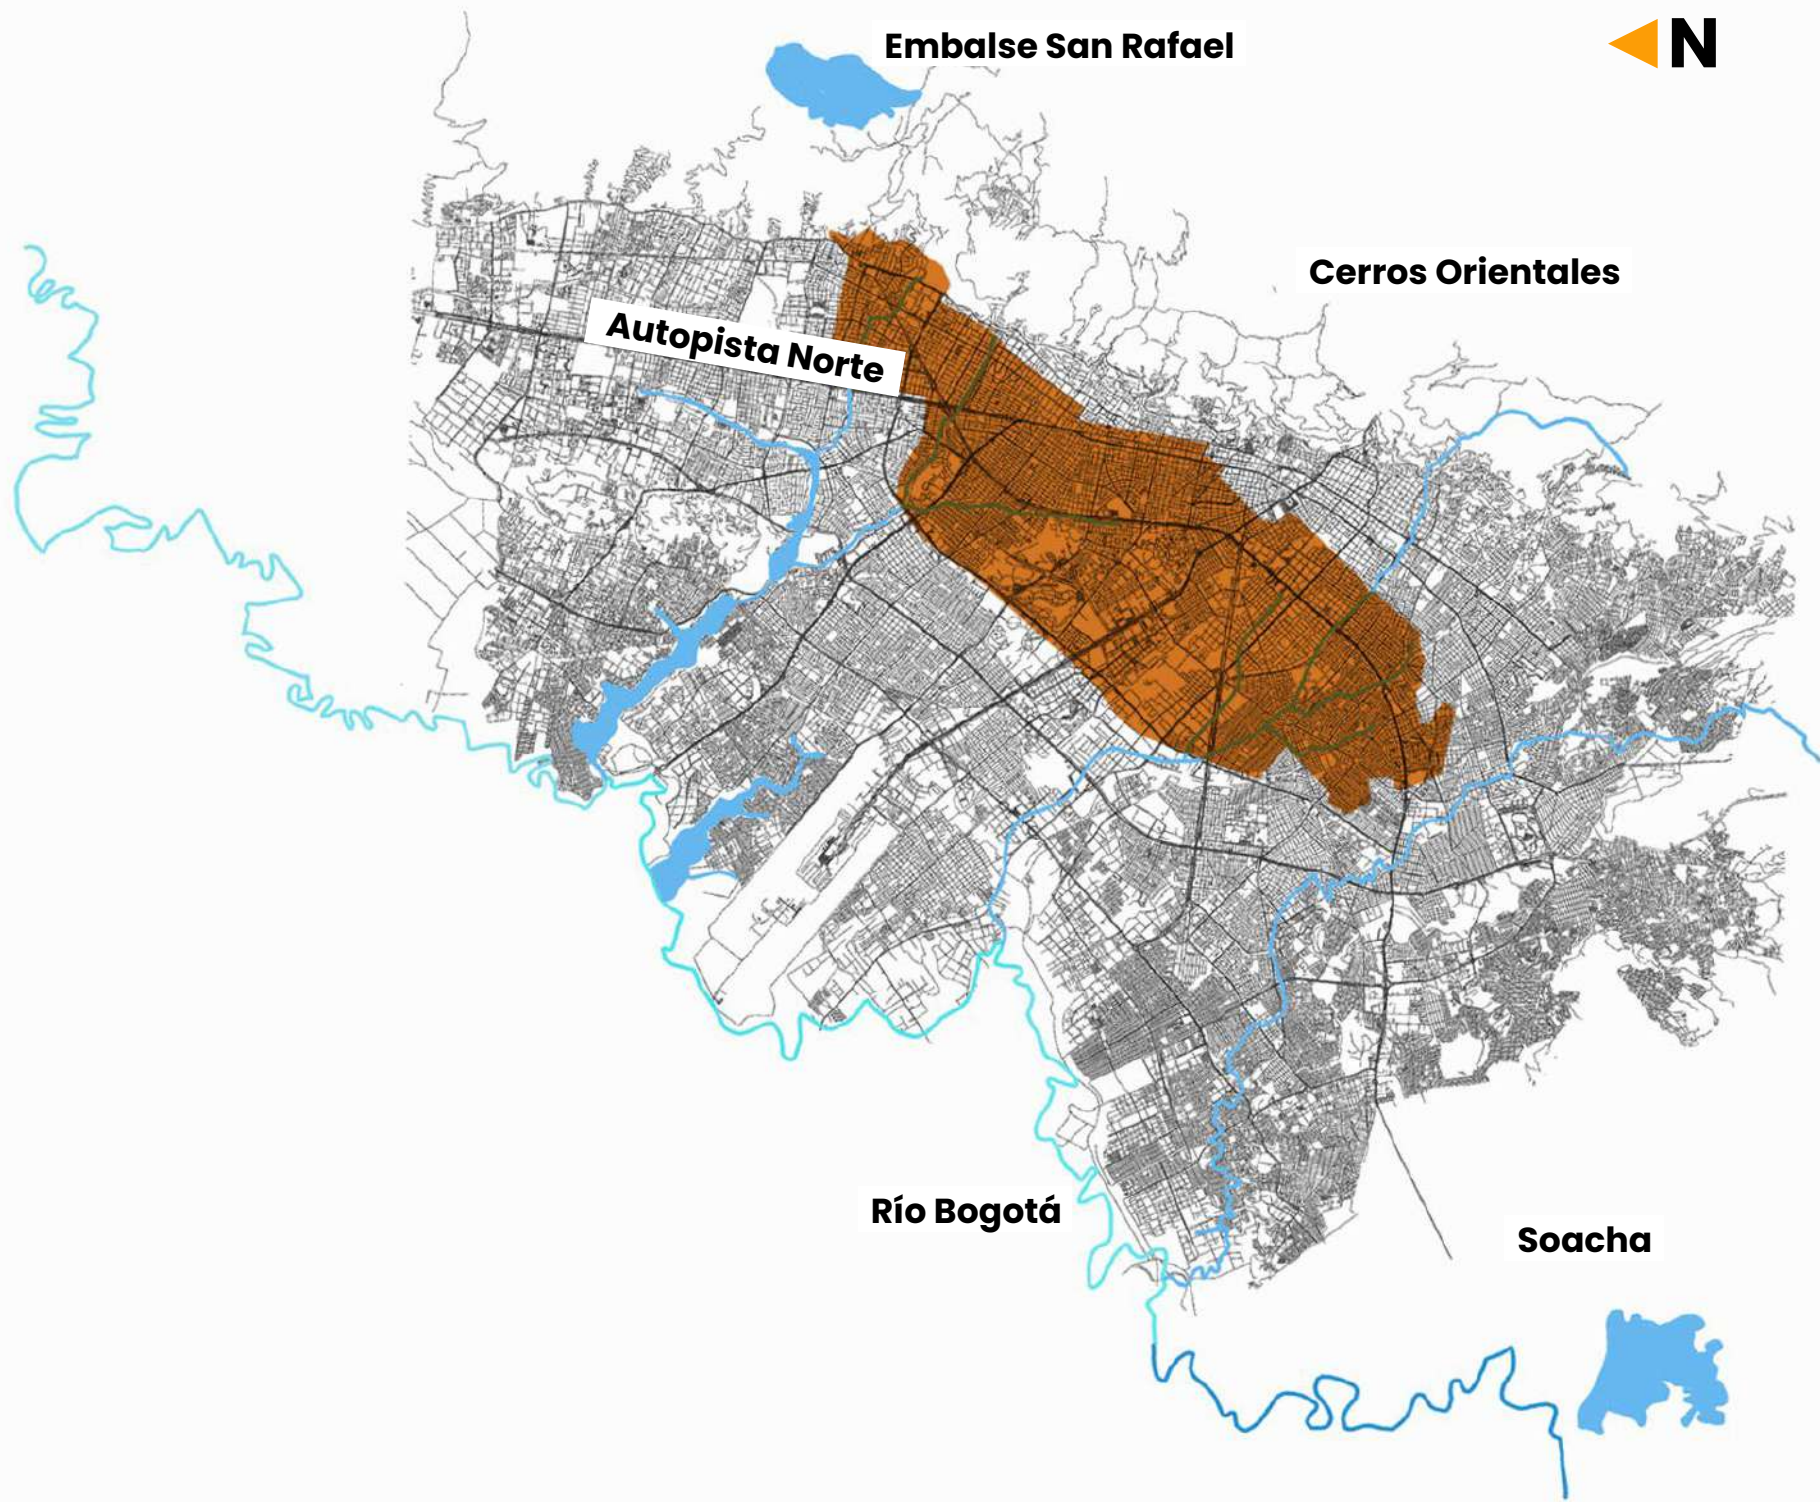 Embalse San Rafael
N
Cerros Orientales
Autopista Norte
Río Bogotá
Soacha